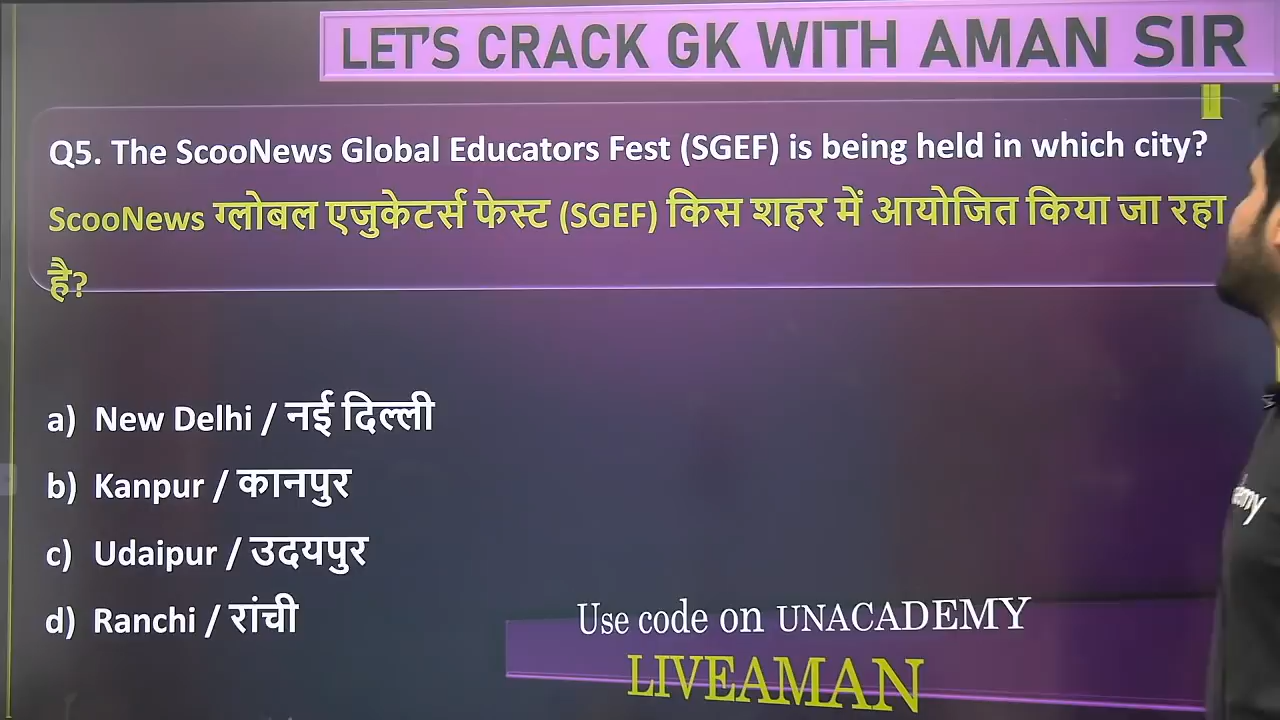 LET'S CRACK GK WITH AMAN SIR
Q5. The ScooNews Global Educators Fest (SGEF) is being held in which city?
ScooNews ग्लोबल एजुकेटर्स फेस्ट (SGEF) किस शहर में आयोजित किया जा रहा
है?
a) New Delhi / नई दिल्ली
b) Kanpur / कानपुर
c) Udaipur / उदयपुर
d) Ranchi / रांची
Use code on UNACADEMY
LIVEAMAN